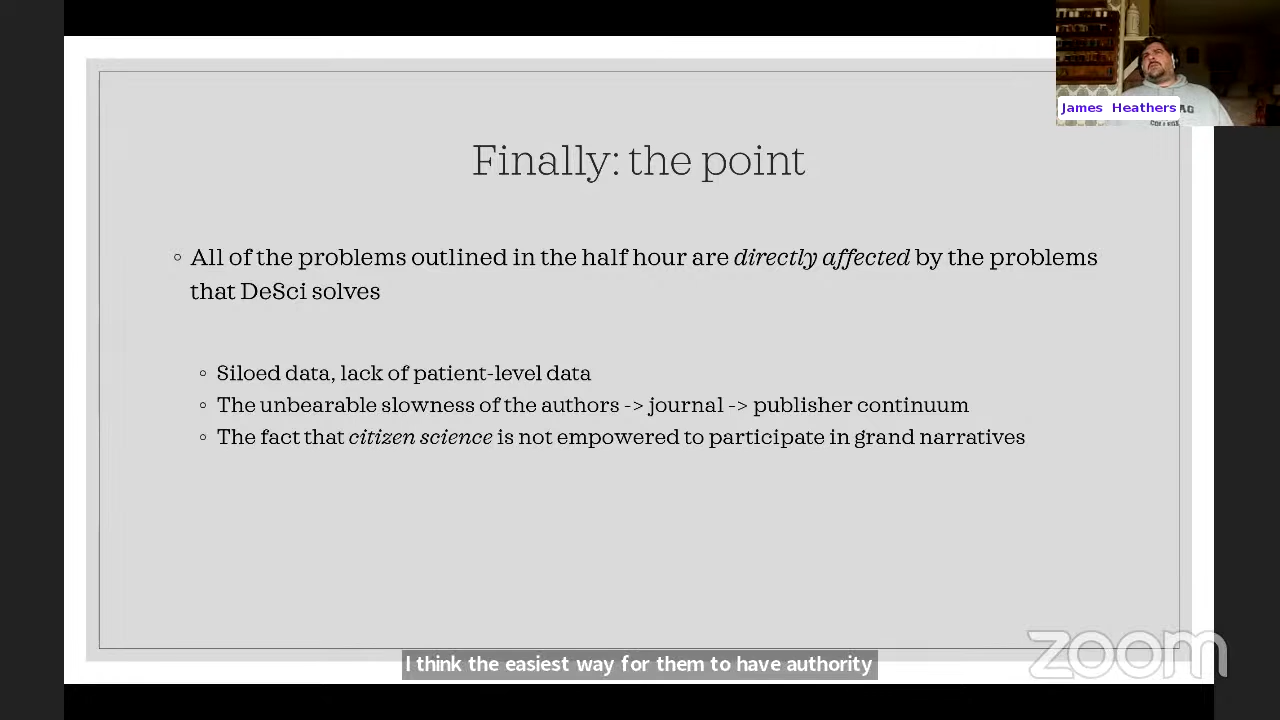 James Heathers
Finally: the point
◦ All of the problems outlined in the half hour are directly affected by the problems
that DeSci solves
◦ Siloed data, lack of patient-level data
◦ The unbearable slowness of the authors -> journal -> publisher continuum
◦ The fact that citizen science is not empowered to participate in grand narratives
I think the easiest way for them to have authority
zoom